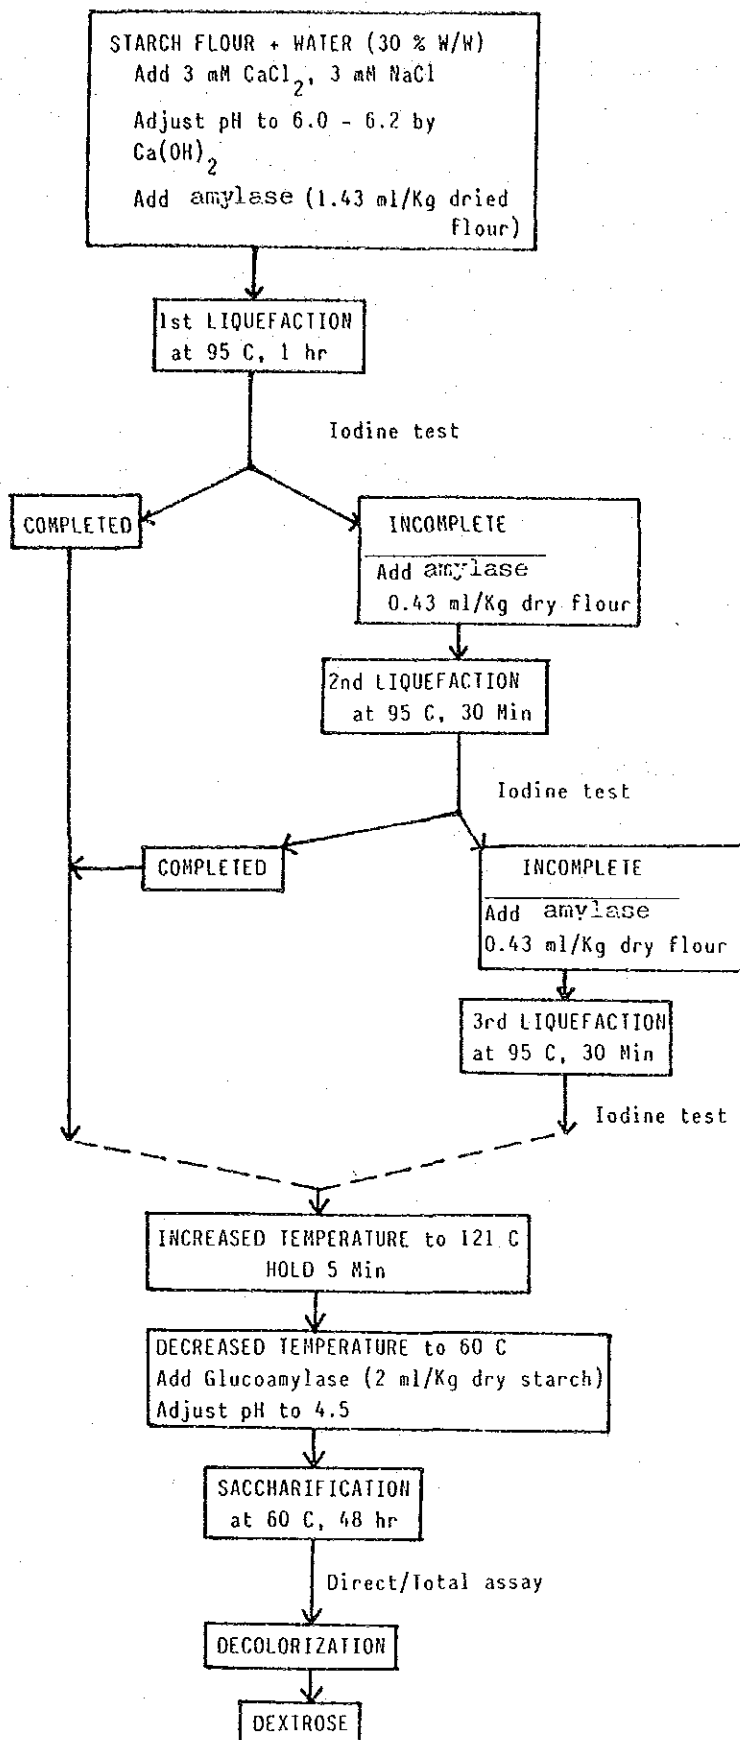 STARCH FLOUR + WATER (30 % W/W)
Add 3 mM CaCl2, 3 mM NaCl
Adjust pH to 6.0 - 6.2 by
Ca(OH)2
Add amylase (1.43 ml/Kg dried
flour)
1st LIQUEFACTION
at 95 C, 1 hr
Iodine test
COMPLETED
INCOMPLETE
Add amylase
0.43 ml/Kg dry flour
2nd LIQUEFACTION
at 95 C, 30 Min
Iodine test
COMPLETED
INCOMPLETE
Add amylase
0.43 ml/Kg dry flour
3rd LIQUEFACTION
at 95 C, 30 Min
Iodine test
INCREASED TEMPERATURE to 121 C
HOLD 5 Min
DECREASED TEMPERATURE to 60 C
Add Glucoamylase (2 ml/Kg dry starch)
Adjust pH to 4.5
SACCHARIFICATION
at 60 C, 48 hr
Direct/Total assay
DECOLORIZATION
DEXTROSE